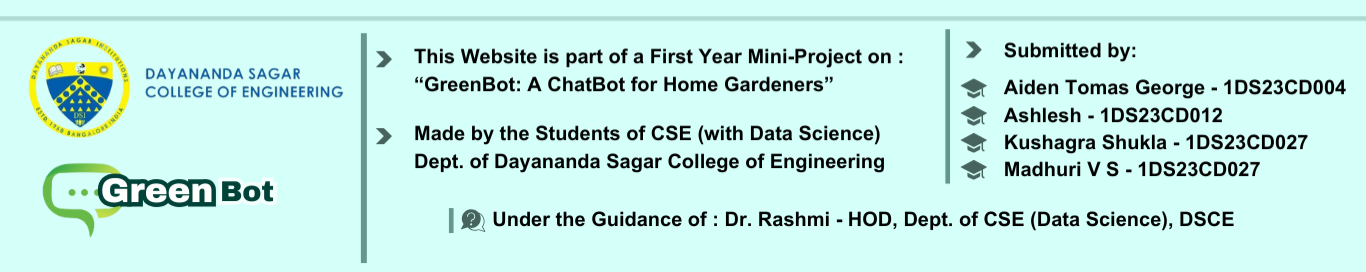 DAYANANDA SAGAR INSTITUTIONS
DSI
ESTD. 1960 BANGALORE INDIA
DAYANANDA SAGAR
COLLEGE OF ENGINEERING
Green Bot
This Website is part of a First Year Mini-Project on :
“GreenBot: A ChatBot for Home Gardeners”
Made by the Students of CSE (with Data Science)
Dept. of Dayananda Sagar College of Engineering
Submitted by:
Aiden Tomas George - 1DS23CD004
Ashlesh - 1DS23CD012
Kushagra Shukla - 1DS23CD027
Madhuri V S - 1DS23CD027
Under the Guidance of : Dr. Rashmi - HOD, Dept. of CSE (Data Science), DSCE